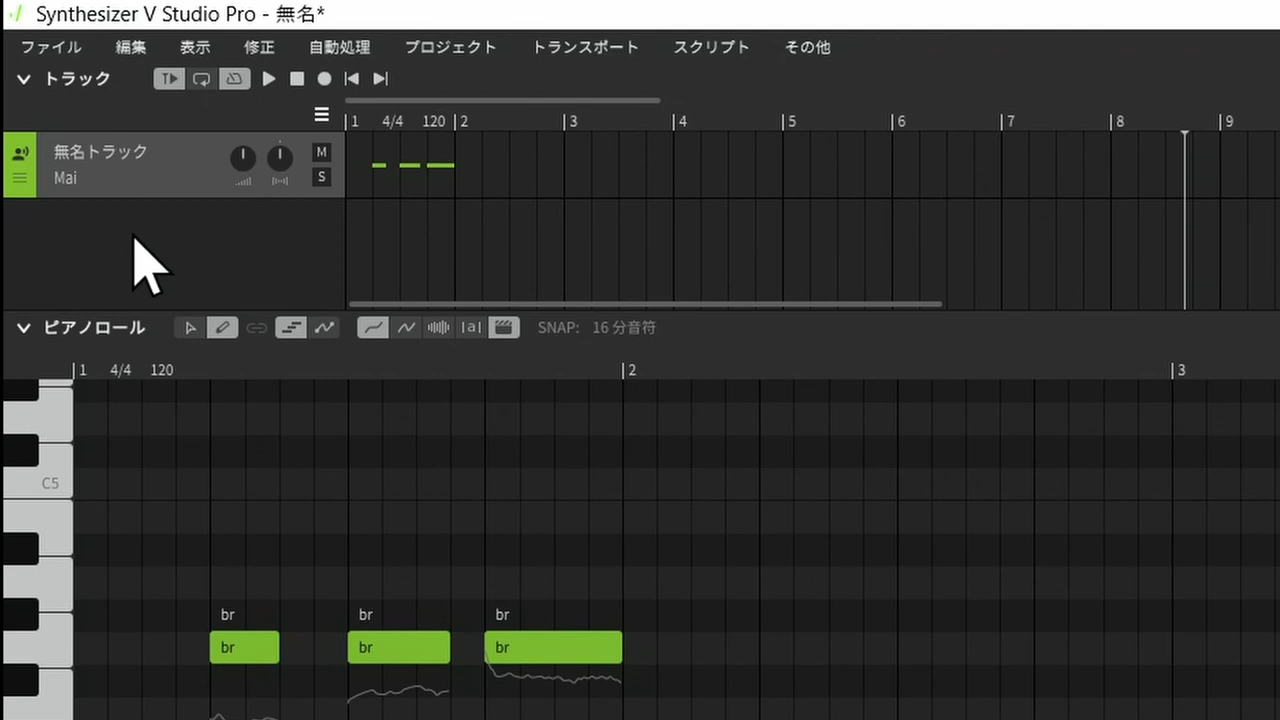 Synthesizer V Studio Pro - 無名*
ファイル 編集 表示 修正 自動処理 プロジェクト トランスポート スクリプト その他
トラック
1 4/4 120 2 3 4 5 6 7 8 9
無名トラック M
Mai S
ピアノロール SNAP: 16 分音符
1 4/4 120 2 3
C5
br br br
br br br